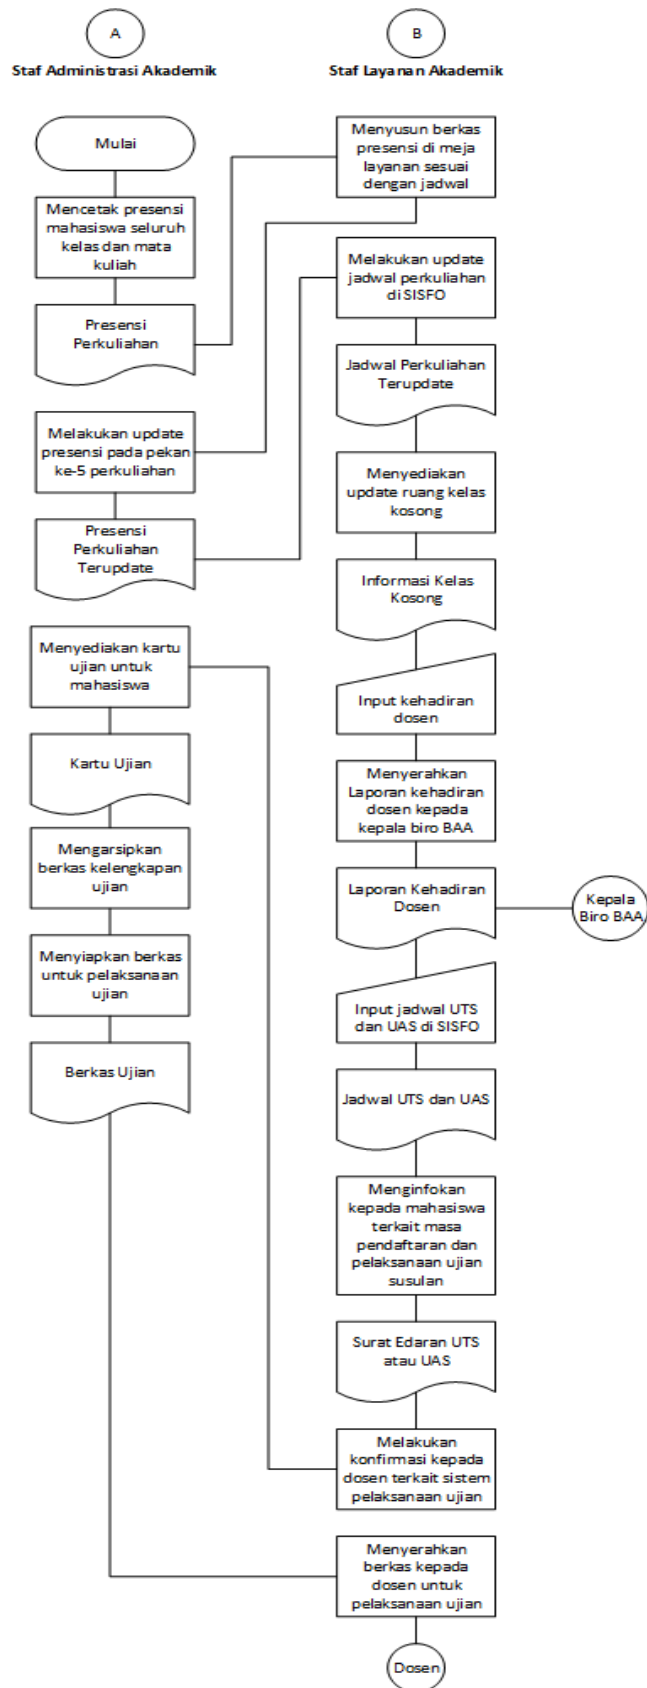 A
Staf Administrasi Akademik
Mulai
Mencetak presensi
mahasiswa seluruh
kelas dan mata
kuliah
Presensi
Perkuliahan
Melakukan update
presensi pada pekan
ke-5 perkuliahan
Presensi
Perkuliahan
Terupdate
Menyediakan kartu
ujian untuk
mahasiswa
Kartu Ujian
Mengarsipkan
berkas kelengkapan
ujian
Menyiapkan berkas
untuk pelaksanaan
ujian
Berkas Ujian
B
Staf Layanan Akademik
Menyusun berkas
presensi di meja
layanan sesuai
dengan jadwal
Melakukan update
jadwal perkuliahan
di SISFO
Jadwal Perkuliahan
Terupdate
Menyediakan
update ruang kelas
kosong
Informasi Kelas
Kosong
Input kehadiran
dosen
Menyerahkan
Laporan kehadiran
dosen kepada
kepala biro BAA
Laporan Kehadiran
Dosen
Kepala
Biro BAA
Input jadwal UTS
dan UAS di SISFO
Jadwal UTS dan UAS
Menginfokan
kepada mahasiswa
terkait masa
pendaftaran dan
pelaksanaan ujian
susulan
Surat Edaran UTS
atau UAS
Melakukan
konfirmasi kepada
dosen terkait sistem
pelaksanaan ujian
Menyerahkan
berkas kepada
dosen untuk
pelaksanaan ujian
Dosen